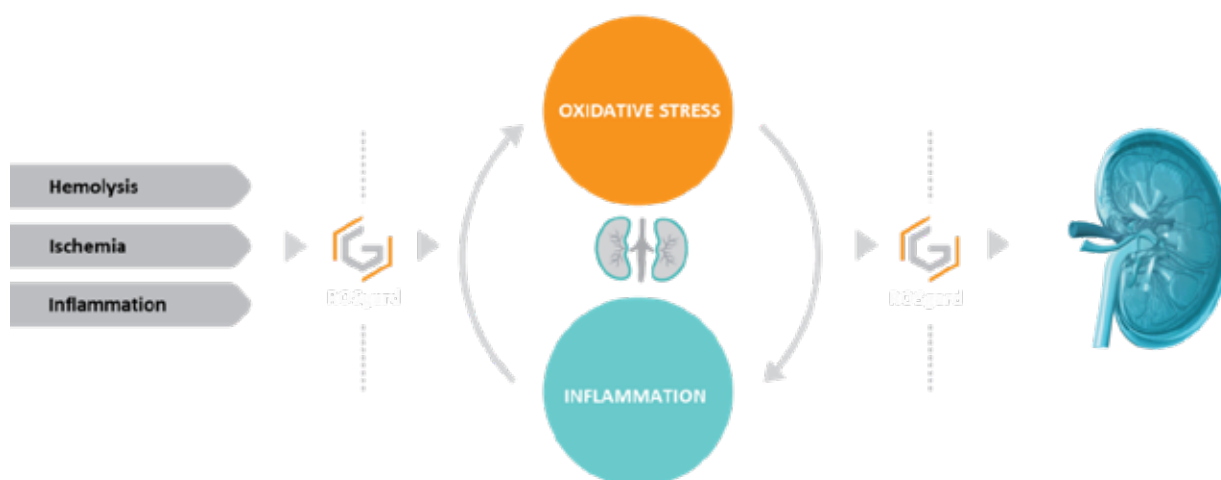 OXIDATIVE STRESS
Hemolysis
Ischemia
Inflammation
INFLAMMATION